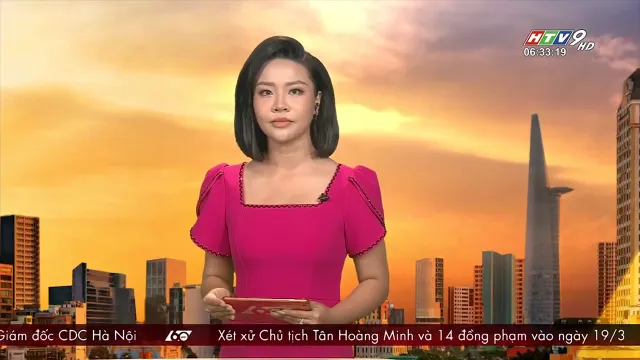 HTV9 HD
06:33:19
Giám đốc CDC Hà Nội 60 Xét xử Chủ tịch Tân Hoàng Minh và 14 đồng phạm vào ngày 19/3